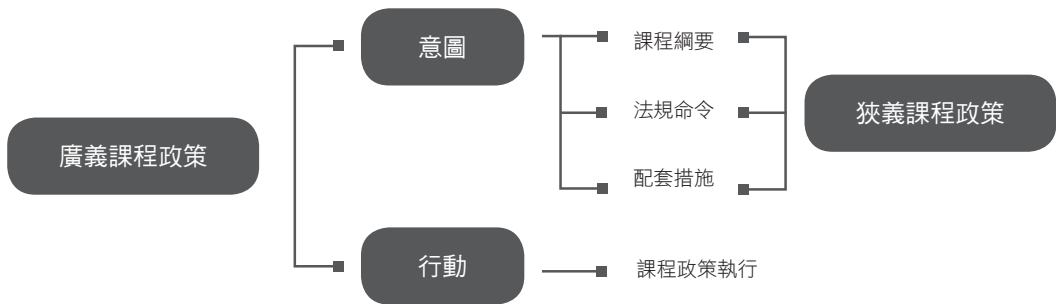 廣義課程政策
意圖
課程綱要
法規命令
配套措施
狹義課程政策
行動
課程政策執行